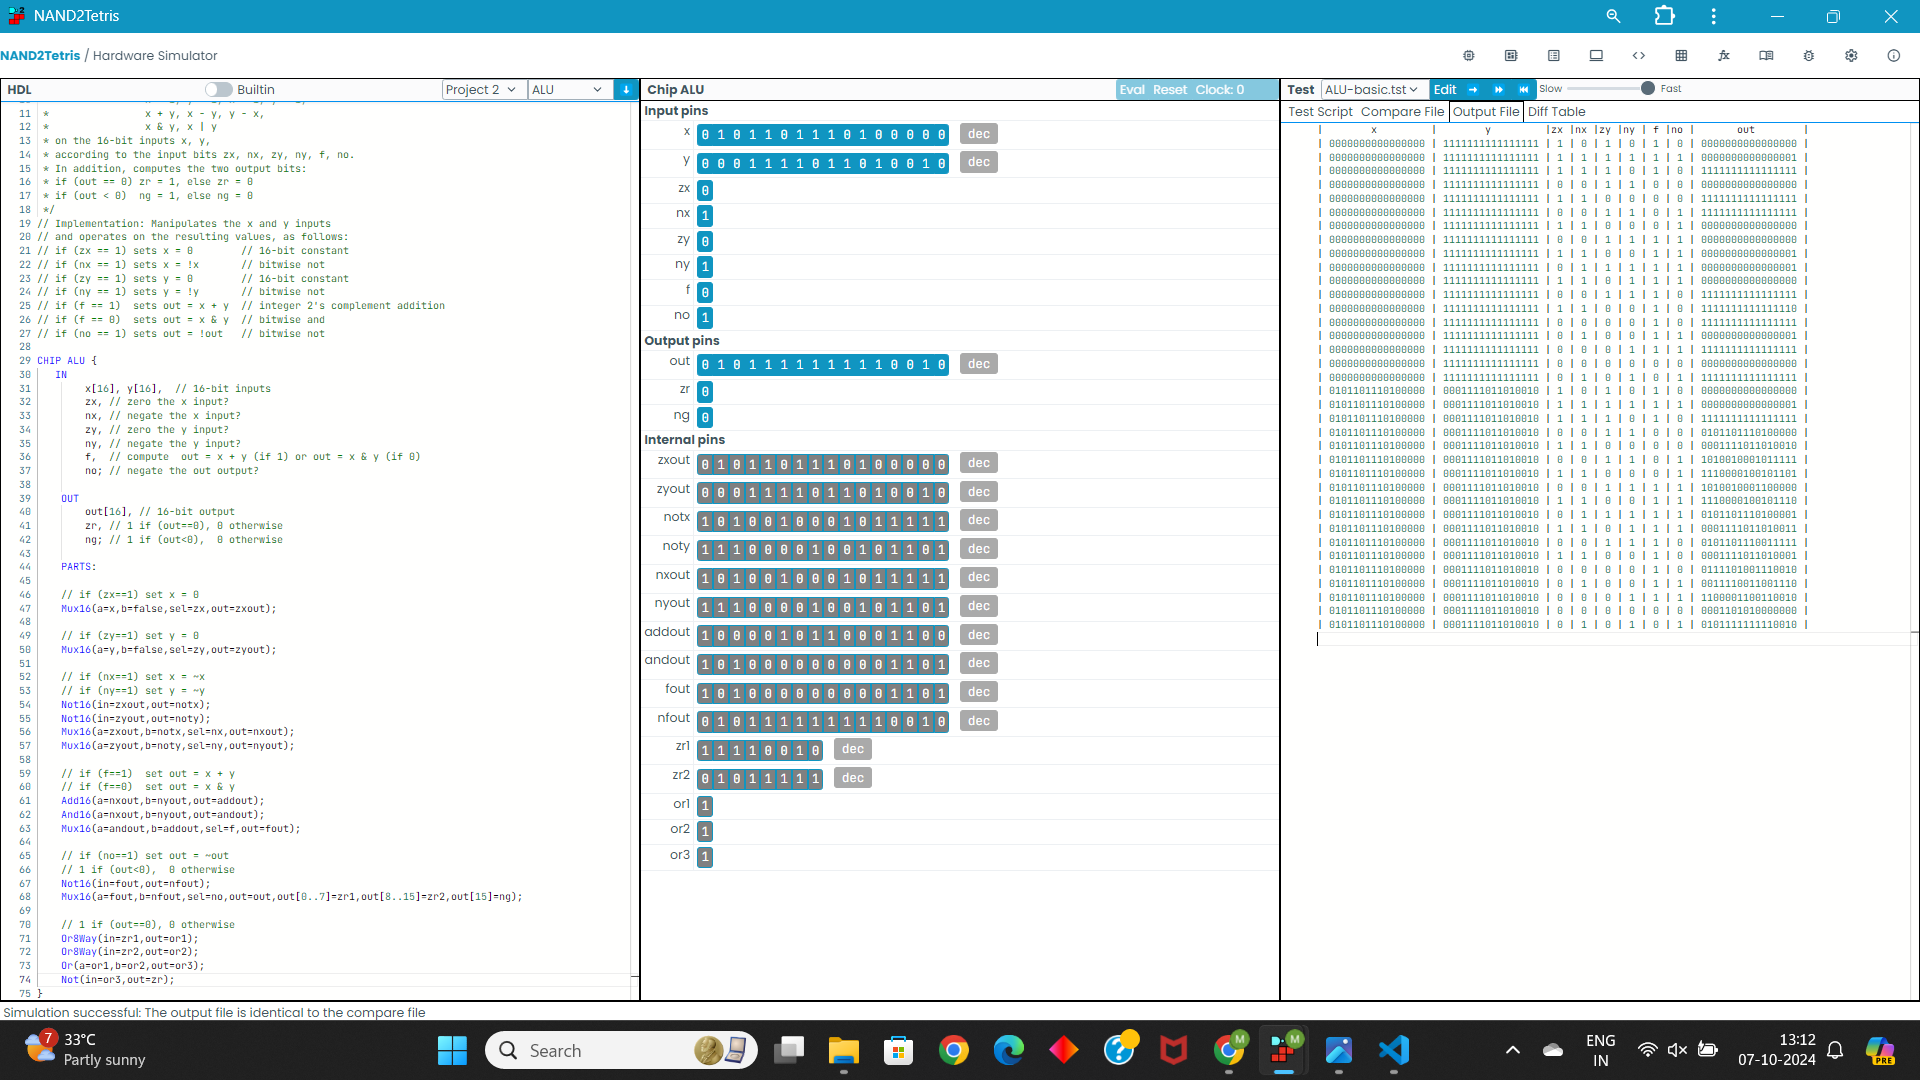 NAND2Tetris
NAND2Tetris / Hardware Simulator
HDL
Builtin
Project 2
ALU
11 * x + y, x - y, y - x,
12 * x & y, x | y
13 * on the 16-bit inputs x, y,
14 * according to the input bits zx, nx, zy, ny, f, no.
15 * In addition, computes the two output bits:
16 * if (out == 0) zr = 1, else zr = 0
17 * if (out < 0) ng = 1, else ng = 0
18 */
19 // Implementation: Manipulates the x and y inputs
20 // and operates on the resulting values, as follows:
21 // if (zx == 1) sets x = 0 // 16-bit constant
22 // if (nx == 1) sets x = !x // bitwise not
23 // if (zy == 1) sets y = 0 // 16-bit constant
24 // if (ny == 1) sets y = !y // bitwise not
25 // if (f == 1) sets out = x + y // integer 2's complement addition
26 // if (f == 0) sets out = x & y // bitwise and
27 // if (no == 1) sets out = !out // bitwise not
28
29 CHIP ALU {
30 IN
31 x[16], y[16], // 16-bit inputs
32 zx, // zero the x input?
33 nx, // negate the x input?
34 zy, // zero the y input?
35 ny, // negate the y input?
36 f, // compute out = x + y (if 1) or out = x & y (if 0)
37 no; // negate the out output?
38
39 OUT
40 out[16], // 16-bit output
41 zr, // 1 if (out==0), 0 otherwise
42 ng; // 1 if (out<0), 0 otherwise
43
44 PARTS:
45
46 // if (zx==1) set x = 0
47 Mux16(a=x,b=false,sel=zx,out=zxout);
48
49 // if (zy==1) set y = 0
50 Mux16(a=y,b=false,sel=zy,out=zyout);
51
52 // if (nx==1) set x = ~x
53 // if (ny==1) set y = ~y
54 Not16(in=zxout,out=notx);
55 Not16(in=zyout,out=noty);
56 Mux16(a=zxout,b=notx,sel=nx,out=nxout);
57 Mux16(a=zyout,b=noty,sel=ny,out=nyout);
58
59 // if (f==1) set out = x + y
60 // if (f==0) set out = x & y
61 Add16(a=nxout,b=nyout,out=addout);
62 And16(a=nxout,b=nyout,out=andout);
63 Mux16(a=andout,b=addout,sel=f,out=fout);
64
65 // if (no==1) set out = ~out
66 // 1 if (out<0), 0 otherwise
67 Not16(in=fout,out=nfout);
68 Mux16(a=fout,b=nfout,sel=no,out=out,out[0..7]=zr1,out[8..15]=zr2,out[15]=ng);
69
70 // 1 if (out==0), 0 otherwise
71 Or8Way(in=zr1,out=or1);
72 Or8Way(in=zr2,out=or2);
73 Or(a=or1,b=or2,out=or3);
74 Not(in=or3,out=zr);
75 }
Chip ALU
Eval Reset Clock: 0
Input pins
x 0 1 0 1 1 0 1 1 1 0 1 0 0 0 0 0 dec
y 0 0 0 1 1 1 1 0 1 1 0 1 0 0 1 0 dec
zx 0
nx 1
zy 0
ny 1
f 0
no 1
Output pins
out 0 1 0 1 1 1 1 1 1 1 1 1 0 0 1 0 dec
zr 0
ng 0
Internal pins
zxout 0 1 0 1 1 0 1 1 1 0 1 0 0 0 0 0 dec
zyout 0 0 0 1 1 1 1 0 1 1 0 1 0 0 1 0 dec
notx 1 0 1 0 0 1 0 0 0 1 0 1 1 1 1 1 dec
noty 1 1 1 0 0 0 0 1 0 0 1 0 1 1 0 1 dec
nxout 1 0 1 0 0 1 0 0 0 1 0 1 1 1 1 1 dec
nyout 1 1 1 0 0 0 0 1 0 0 1 0 1 1 0 1 dec
addout 1 0 0 0 0 1 0 1 1 0 0 0 1 1 0 0 dec
andout 1 0 1 0 0 0 0 0 0 0 0 0 1 1 0 1 dec
fout 1 0 1 0 0 0 0 0 0 0 0 0 1 1 0 1 dec
nfout 0 1 0 1 1 1 1 1 1 1 1 1 0 0 1 0 dec
zr1 1 1 1 1 0 0 1 0 dec
zr2 0 1 0 1 1 1 1 1 dec
or1 1
or2 1
or3 1
Test
ALU-basic.tst
Edit
Slow
Fast
Test Script Compare File Output File Diff Table
| x | y |zx |nx |zy |ny | f |no | out |
| 0000000000000000 | 1111111111111111 | 1 | 0 | 1 | 0 | 1 | 0 | 0000000000000000 |
| 0000000000000000 | 1111111111111111 | 1 | 1 | 1 | 1 | 1 | 1 | 0000000000000001 |
| 0000000000000000 | 1111111111111111 | 1 | 1 | 1 | 0 | 1 | 0 | 1111111111111111 |
| 0000000000000000 | 1111111111111111 | 0 | 0 | 1 | 1 | 0 | 0 | 0000000000000000 |
| 0000000000000000 | 1111111111111111 | 1 | 1 | 0 | 0 | 0 | 0 | 1111111111111111 |
| 0000000000000000 | 1111111111111111 | 0 | 0 | 1 | 1 | 0 | 1 | 1111111111111111 |
| 0000000000000000 | 1111111111111111 | 1 | 1 | 0 | 0 | 0 | 1 | 0000000000000000 |
| 0000000000000000 | 1111111111111111 | 0 | 0 | 1 | 1 | 1 | 1 | 0000000000000000 |
| 0000000000000000 | 1111111111111111 | 1 | 1 | 0 | 0 | 1 | 1 | 0000000000000001 |
| 0000000000000000 | 1111111111111111 | 0 | 1 | 1 | 1 | 1 | 1 | 0000000000000001 |
| 0000000000000000 | 1111111111111111 | 1 | 1 | 0 | 1 | 1 | 1 | 0000000000000000 |
| 0000000000000000 | 1111111111111111 | 0 | 0 | 1 | 1 | 1 | 0 | 1111111111111111 |
| 0000000000000000 | 1111111111111111 | 1 | 1 | 0 | 0 | 1 | 0 | 1111111111111110 |
| 0000000000000000 | 1111111111111111 | 0 | 0 | 0 | 0 | 1 | 0 | 1111111111111111 |
| 0000000000000000 | 1111111111111111 | 0 | 1 | 0 | 0 | 1 | 1 | 0000000000000001 |
| 0000000000000000 | 1111111111111111 | 0 | 0 | 0 | 1 | 1 | 1 | 1111111111111111 |
| 0000000000000000 | 1111111111111111 | 0 | 0 | 0 | 0 | 0 | 0 | 0000000000000000 |
| 0000000000000000 | 1111111111111111 | 0 | 1 | 0 | 1 | 0 | 1 | 1111111111111111 |
| 0101101110100000 | 0001111011010010 | 1 | 0 | 1 | 0 | 1 | 0 | 0000000000000000 |
| 0101101110100000 | 0001111011010010 | 1 | 1 | 1 | 1 | 1 | 1 | 0000000000000001 |
| 0101101110100000 | 0001111011010010 | 1 | 1 | 1 | 0 | 1 | 0 | 1111111111111111 |
| 0101101110100000 | 0001111011010010 | 0 | 0 | 1 | 1 | 0 | 0 | 0101101110100000 |
| 0101101110100000 | 0001111011010010 | 1 | 1 | 0 | 0 | 0 | 0 | 0001111011010010 |
| 0101101110100000 | 0001111011010010 | 0 | 0 | 1 | 1 | 0 | 1 | 1010010001011111 |
| 0101101110100000 | 0001111011010010 | 1 | 1 | 0 | 0 | 0 | 1 | 1110000100101101 |
| 0101101110100000 | 0001111011010010 | 0 | 0 | 1 | 1 | 1 | 1 | 1010010001100000 |
| 0101101110100000 | 0001111011010010 | 1 | 1 | 0 | 0 | 1 | 1 | 1110000100101110 |
| 0101101110100000 | 0001111011010010 | 0 | 1 | 1 | 1 | 1 | 1 | 0101101110100001 |
| 0101101110100000 | 0001111011010010 | 1 | 1 | 0 | 1 | 1 | 1 | 0001111011010011 |
| 0101101110100000 | 0001111011010010 | 0 | 0 | 1 | 1 | 1 | 0 | 0101101110011111 |
| 0101101110100000 | 0001111011010010 | 1 | 1 | 0 | 0 | 1 | 0 | 0001111011010001 |
| 0101101110100000 | 0001111011010010 | 0 | 0 | 0 | 0 | 1 | 0 | 0111101001110010 |
| 0101101110100000 | 0001111011010010 | 0 | 1 | 0 | 0 | 1 | 1 | 0011110011001110 |
| 0101101110100000 | 0001111011010010 | 0 | 0 | 0 | 1 | 1 | 1 | 1100001100110010 |
| 0101101110100000 | 0001111011010010 | 0 | 0 | 0 | 0 | 0 | 0 | 0001101010000000 |
| 0101101110100000 | 0001111011010010 | 0 | 1 | 0 | 1 | 0 | 1 | 0101111111110010 |
Simulation successful: The output file is identical to the compare file
7
33°C
Partly sunny
Search
M
M
ENG
IN
13:12
07-10-2024
PRE